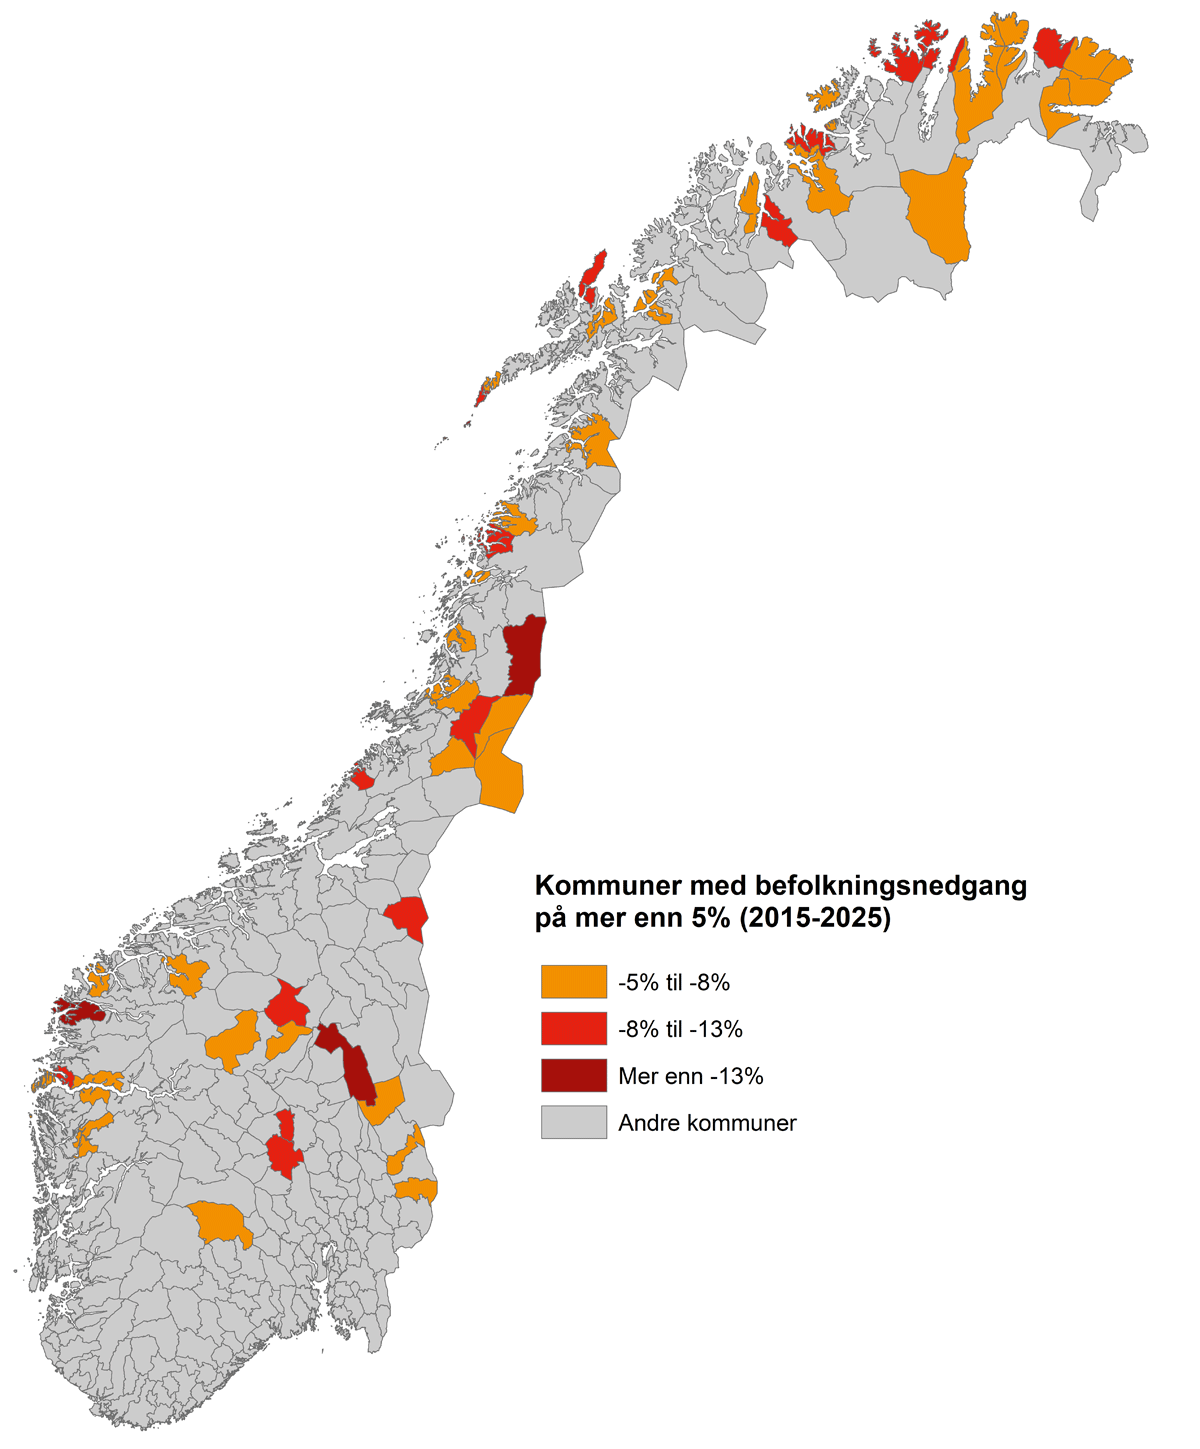 Kommuner med befolkningsnedgang
på mer enn 5% (2015-2025)
-5% til -8%
-8% til -13%
Mer enn -13%
Andre kommuner